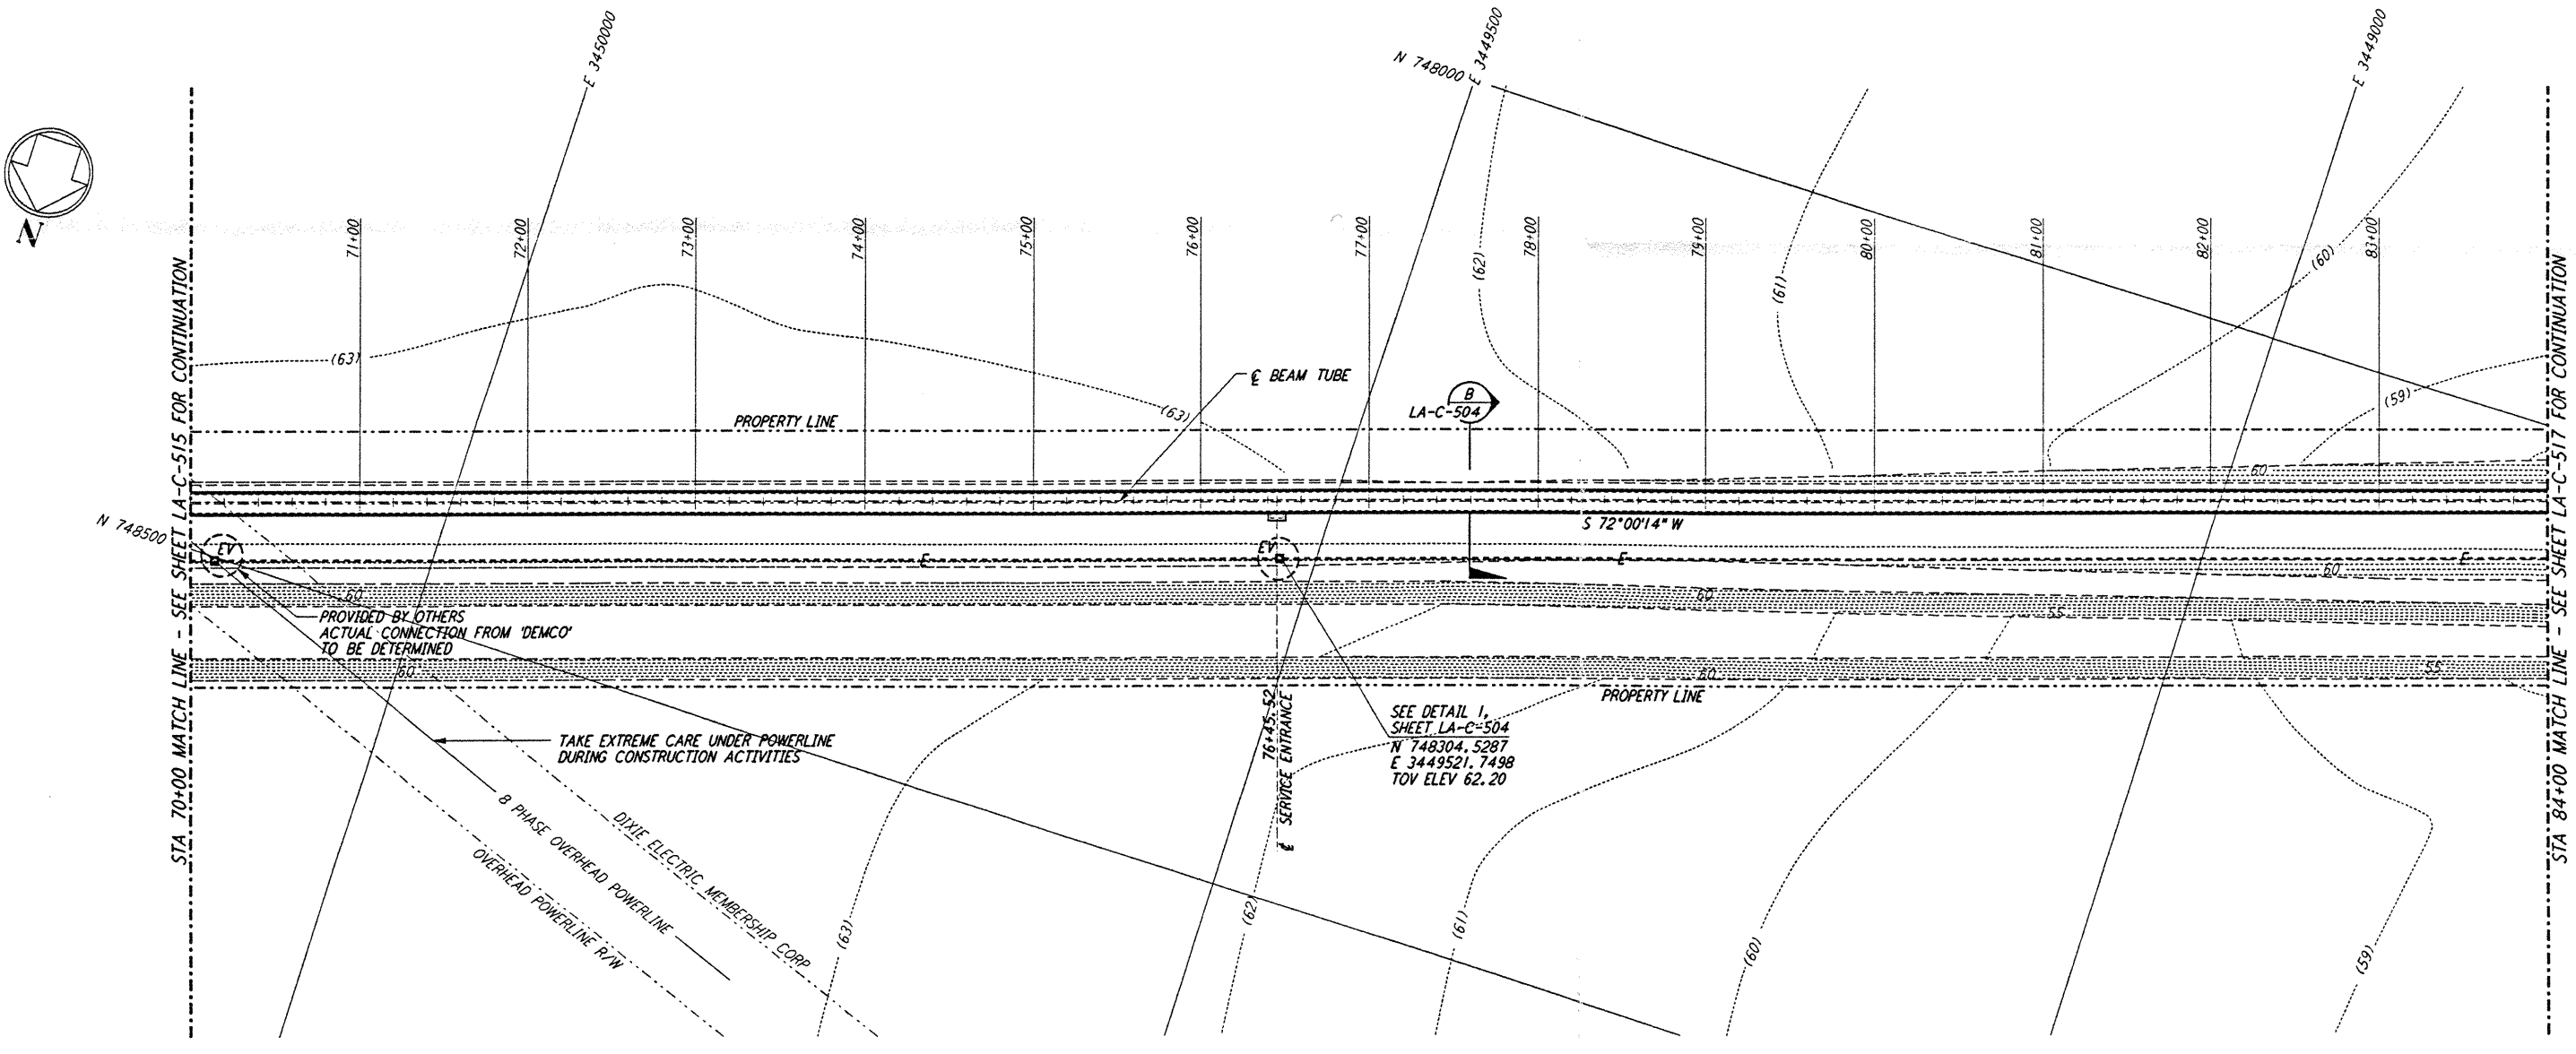 E 3450000
N 748000
E 3449500
E 3449000
N
71+00
72+00
73+00
74+00
75+00
76+00
77+00
78+00
79+00
80+00
81+00
82+00
83+00
(62)
(61)
(60)
(63)
(63)
(59)
℄ BEAM TUBE
B
LA-C-504
PROPERTY LINE
60
STA 70+00 MATCH LINE - SEE SHEET LA-C-515 FOR CONTINUATION
STA 84+00 MATCH LINE - SEE SHEET LA-C-517 FOR CONTINUATION
N 748500
S 72°00'14" W
EV
E
EV
E
E
60
60
60
55
PROVIDED BY OTHERS
ACTUAL CONNECTION FROM 'DEMCO'
TO BE DETERMINED
60
60
55
PROPERTY LINE
76+45.52
℄ SERVICE ENTRANCE
SEE DETAIL 1,
SHEET LA-C-504
N 748304.5287
E 3449521.7498
TOV ELEV 62.20
TAKE EXTREME CARE UNDER POWERLINE
DURING CONSTRUCTION ACTIVITIES
8 PHASE OVERHEAD POWERLINE
DIXIE ELECTRIC MEMBERSHIP CORP
OVERHEAD POWERLINE R/W
(63)
(62)
(61)
(60)
(59)